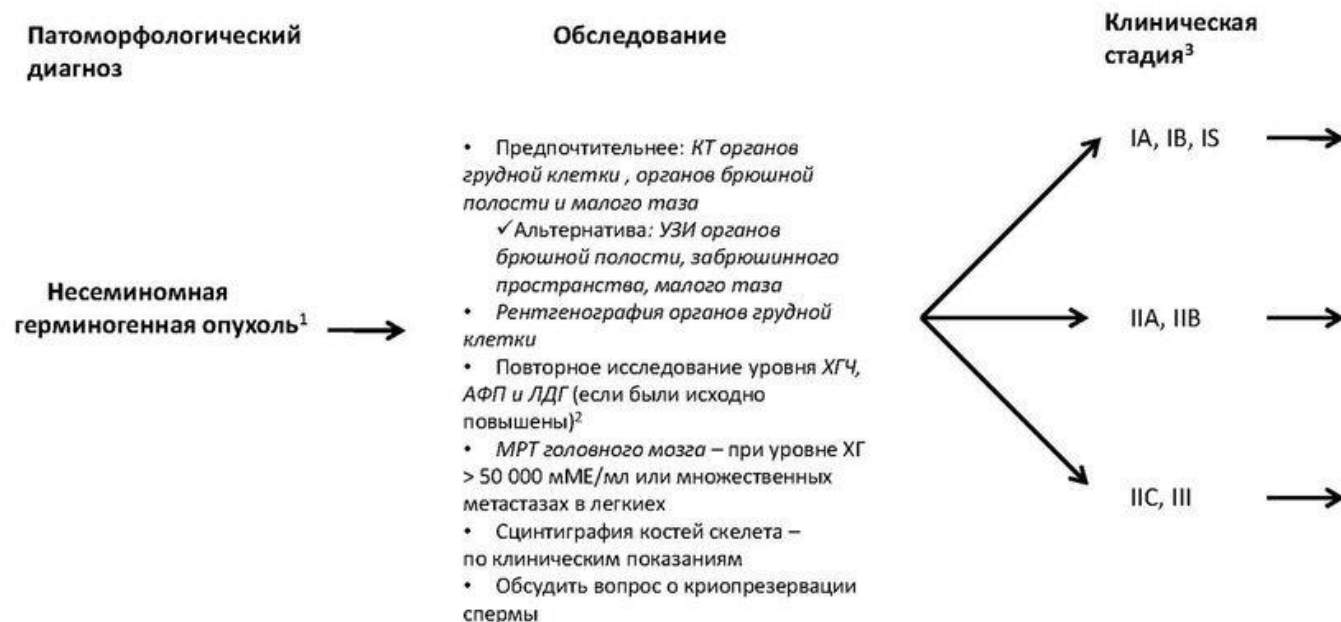 Патоморфологический
диагноз
Обследование
Клиническая
стадия³
Несеминомная
герминогенная опухоль¹
• Предпочтительнее: КТ органов
грудной клетки , органов брюшной
полости и малого таза
✓Альтернатива: УЗИ органов
брюшной полости, забрюшинного
пространства, малого таза
• Рентгенография органов грудной
клетки
• Повторное исследование уровня ХГЧ,
АФП и ЛДГ (если были исходно
повышены)²
• МРТ головного мозга – при уровне ХГ
> 50 000 мМЕ/мл или множественных
метастазах в легкиех
• Сцинтиграфия костей скелета –
по клиническим показаниям
• Обсудить вопрос о криопрезервации
спермы
IA, IB, IS
IIA, IIB
IIC, III